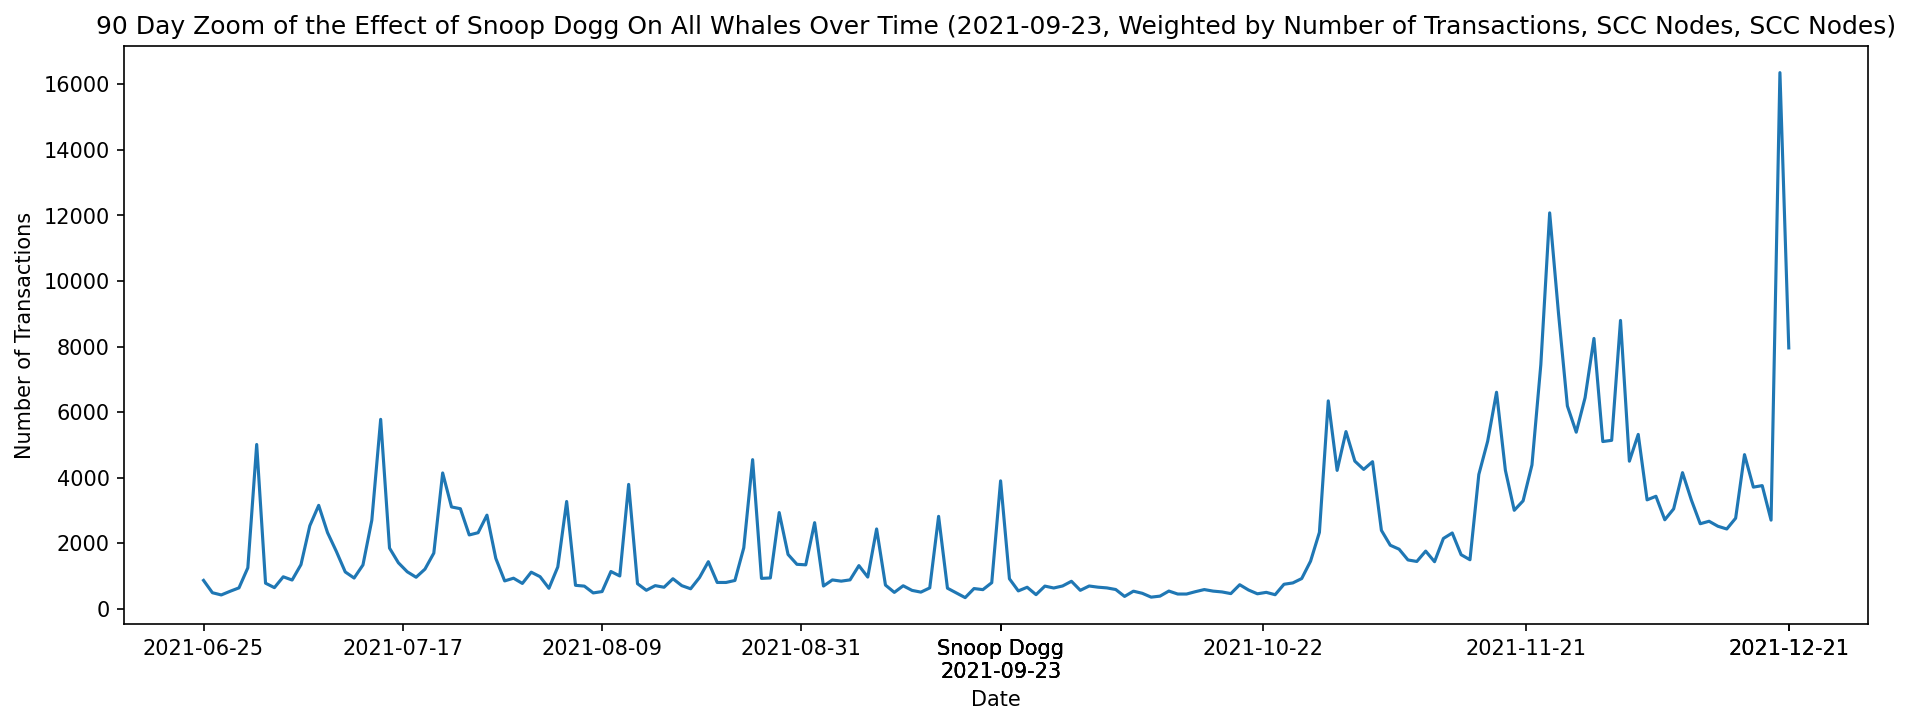 90 Day Zoom of the Effect of Snoop Dogg On All Whales Over Time (2021-09-23, Weighted by Number of Transactions, SCC Nodes, SCC Nodes)
Number of Transactions
16000
14000
12000
10000
8000
6000
4000
2000
0
2021-06-25 2021-07-17 2021-08-09 2021-08-31 Snoop Dogg 2021-10-22 2021-11-21 2021-12-21
2021-09-23
Date